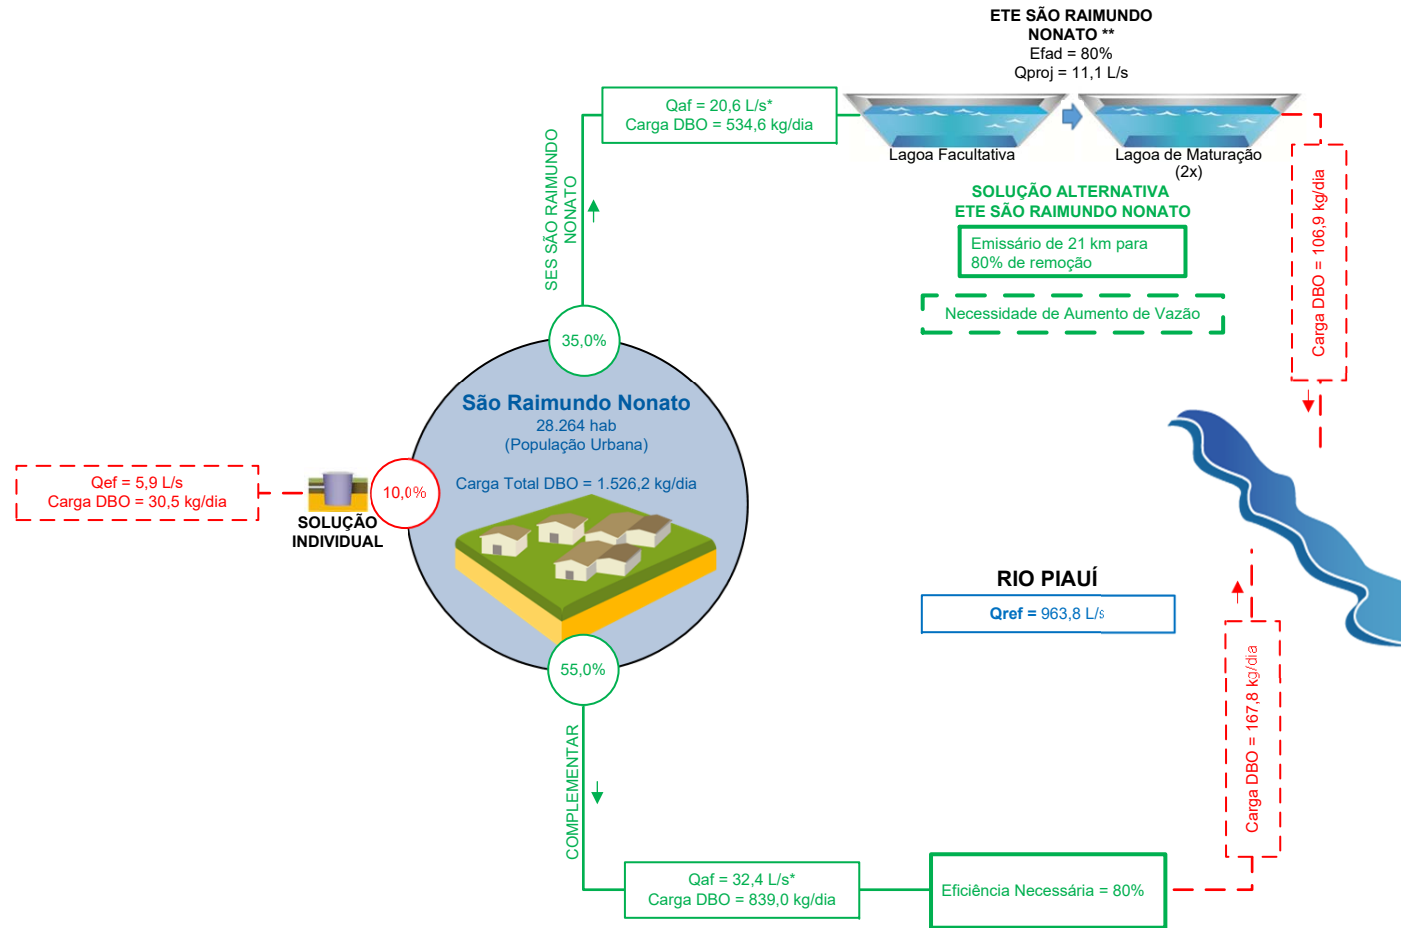 ETE SÃO RAIMUNDO
NONATO **
Efad = 80%
Qproj = 11,1 L/s
Qaf = 20,6 L/s*
Carga DBO = 534,6 kg/dia
Lagoa Facultativa
Lagoa de Maturação
(2x)
SES SÃO RAIMUNDO
NONATO
SOLUÇÃO ALTERNATIVA
ETE SÃO RAIMUNDO NONATO
Emissário de 21 km para
80% de remoção
Necessidade de Aumento de Vazão
Carga DBO = 106,9 kg/dia
35,0%
São Raimundo Nonato
28.264 hab
(População Urbana)
Carga Total DBO = 1.526,2 kg/dia
Qef = 5,9 L/s
Carga DBO = 30,5 kg/dia
10,0%
SOLUÇÃO
INDIVIDUAL
RIO PIAUÍ
Qref = 963,8 L/s
55,0%
COMPLEMENTAR
Carga DBO = 167,8 kg/dia
Qaf = 32,4 L/s*
Carga DBO = 839,0 kg/dia
Eficiência Necessária = 80%